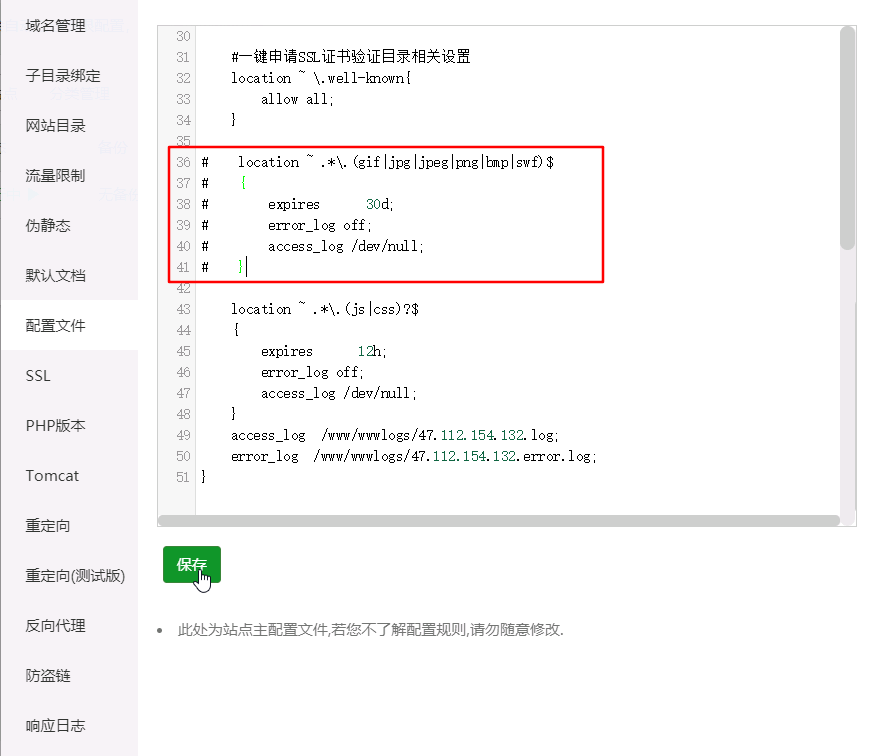 域名管理
子目录绑定
网站目录
流量限制
伪静态
默认文档
配置文件
SSL
PHP版本
Tomcat
重定向
重定向(测试版)
反向代理
防盗链
响应日志
30
31 #一键申请SSL证书验证目录相关设置
32 location ~ \.well-known{
33 allow all;
34 }
35
36 # location ~ .*\.(gif|jpg|jpeg|png|bmp|swf)$
37 # {
38 # expires 30d;
39 # error_log off;
40 # access_log /dev/null;
41 # }
42
43 location ~ .*\.(js|css)?$
44 {
45 expires 12h;
46 error_log off;
47 access_log /dev/null;
48 }
49 access_log /www/wwwlogs/47.112.154.132.log;
50 error_log /www/wwwlogs/47.112.154.132.error.log;
51 }
保存
• 此处为站点主配置文件,若您不了解配置规则,请勿随意修改.